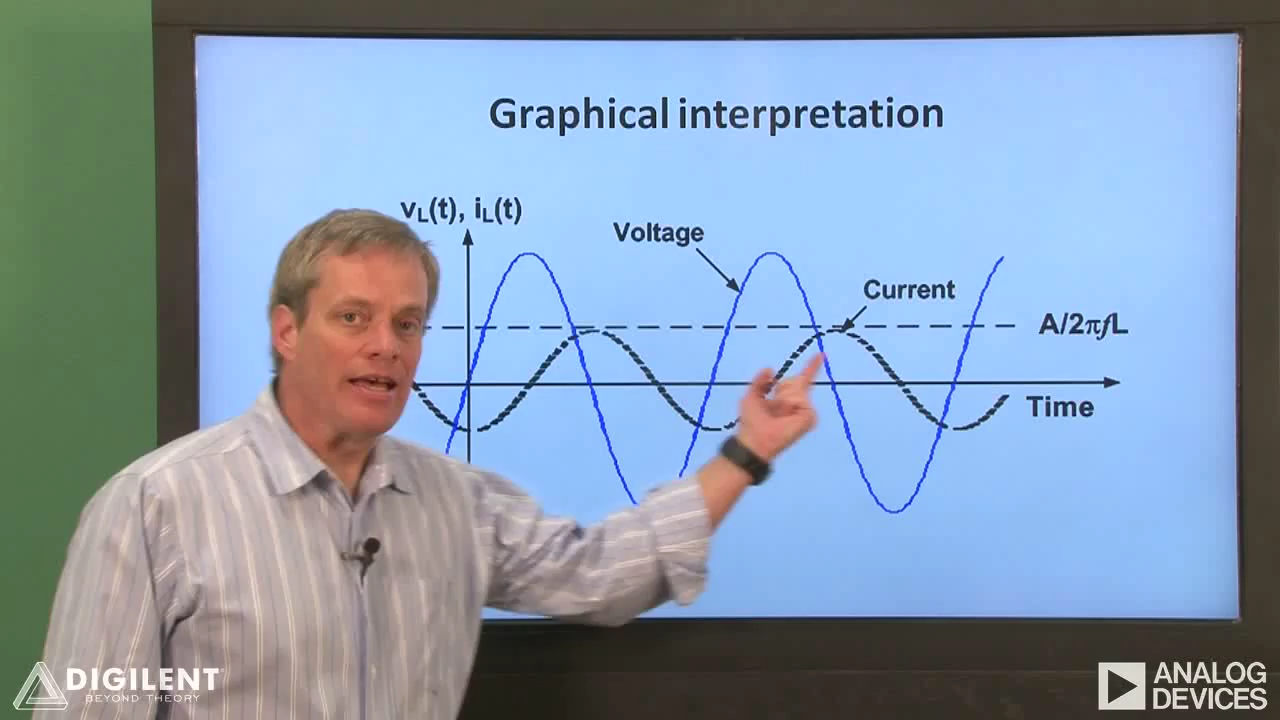 Graphical interpretation
vL(t), iL(t)
Voltage
Current
A/2πfL
Time
DIGILENT
BEYOND THEORY
ANALOG
DEVICES